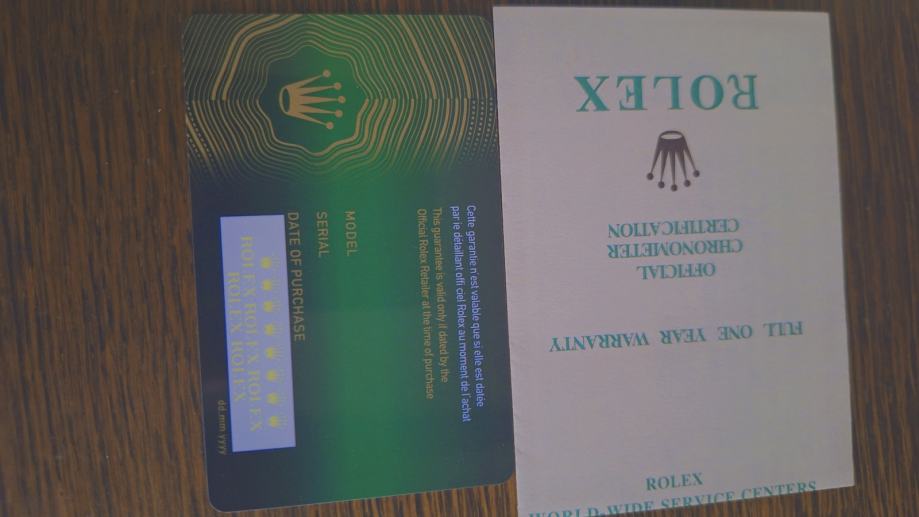 Cette garantie n'est valable que si elle est datée
par le détaillant offi ciel Rolex au moment de l'achat
This guarantee is valid only if dated by the
Official Rolex Retailer at the time of purchase
MODEL
SERIAL
DATE OF PURCHASE
ROLEX ROLEX ROLEX
ROLEX ROLEX
dd mm yyyy
ROLEX
OFFICIAL
CHRONOMETER
CERTIFICATION
FULL ONE YEAR WARRANTY
ROLEX
WORLD-WIDE SERVICE CENTERS